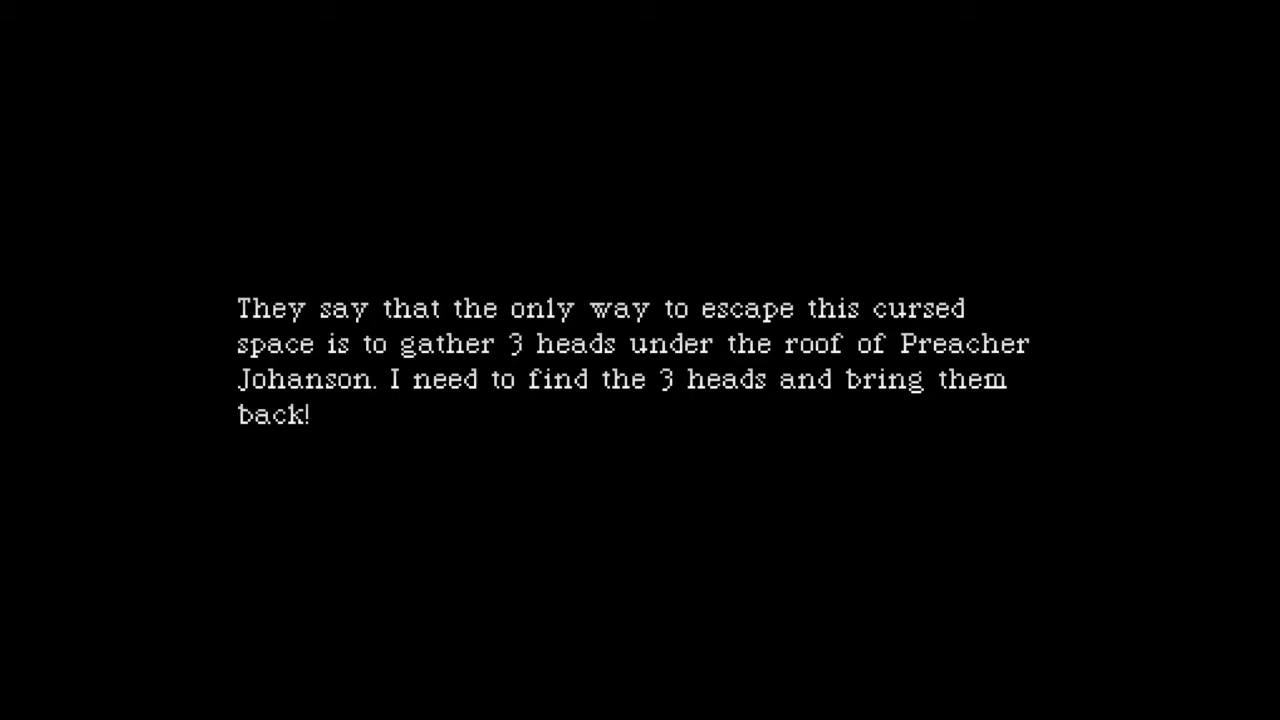 They say that the only way to escape this cursed
space is to gather 3 heads under the roof of Preacher
Johanson. I need to find the 3 heads and bring them
back!